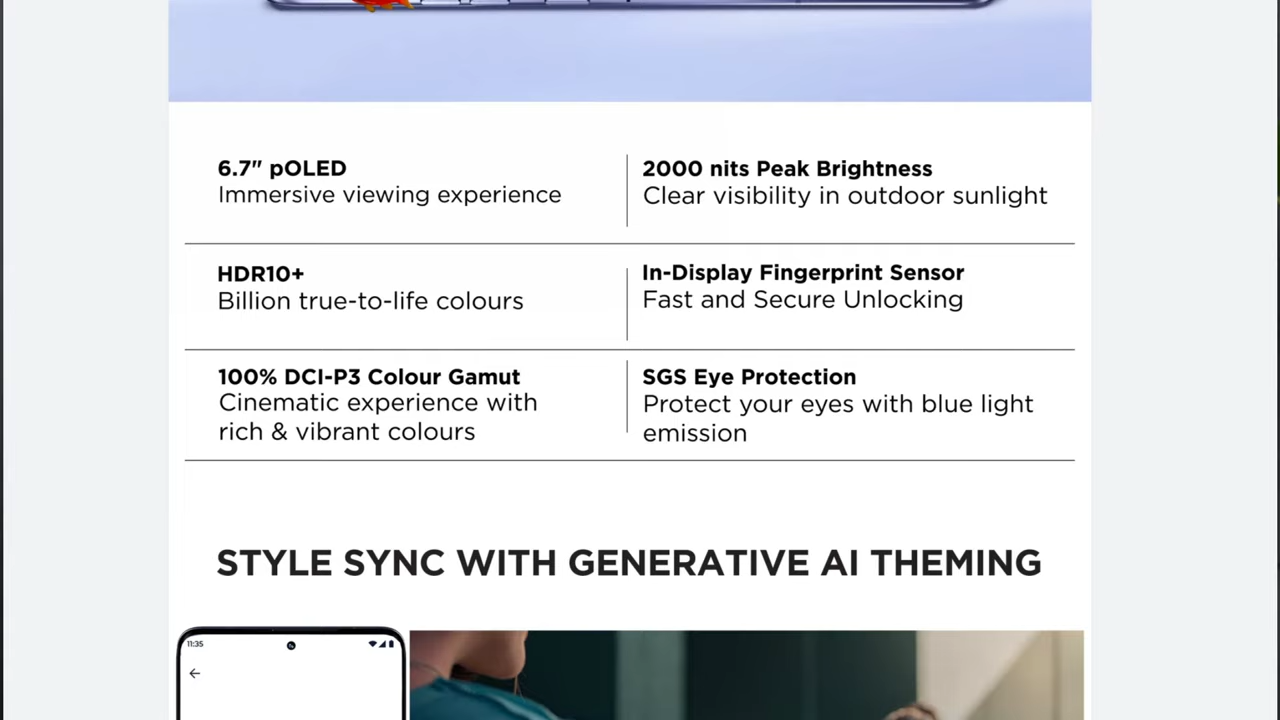 6.7" pOLED
Immersive viewing experience
2000 nits Peak Brightness
Clear visibility in outdoor sunlight
HDR10+
Billion true-to-life colours
In-Display Fingerprint Sensor
Fast and Secure Unlocking
100% DCI-P3 Colour Gamut
Cinematic experience with
rich & vibrant colours
SGS Eye Protection
Protect your eyes with blue light
emission
STYLE SYNC WITH GENERATIVE AI THEMING
11:35